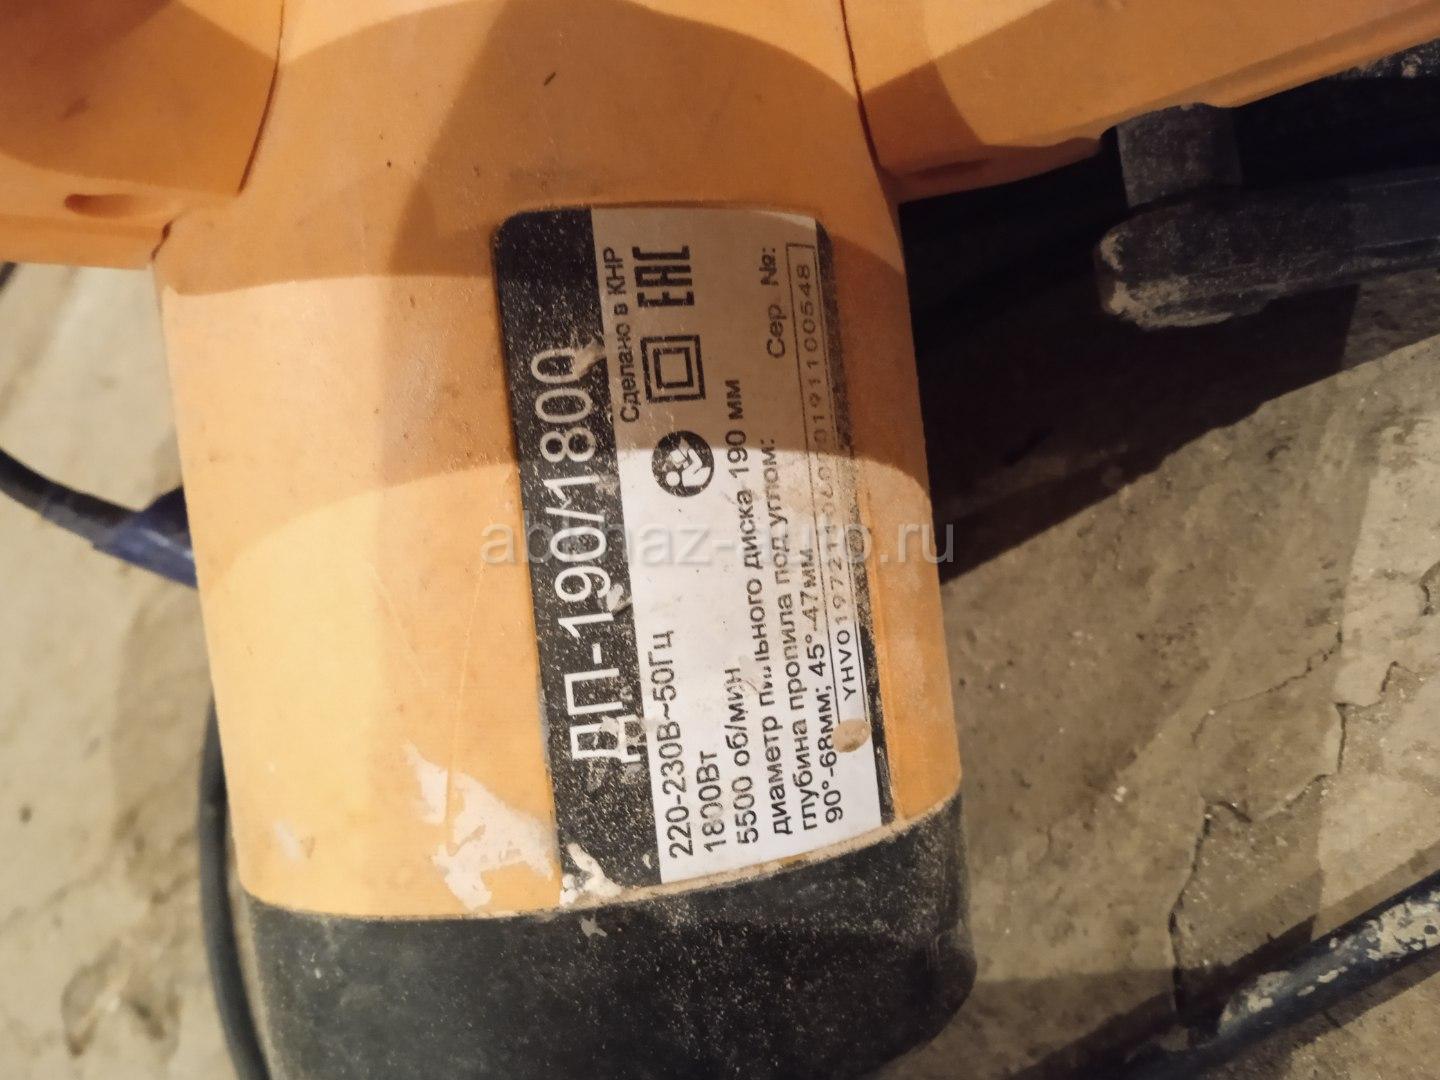 ДП-190/1800
Сделано в КНР
ЕАС
220-230В~50Гц
1800Вт
5500 об/мин
диаметр пильного диска 190 мм
глубина пропила под углом:
90°-68мм; 45°-47мм
Сер. №:
abkhaz-auto.ru